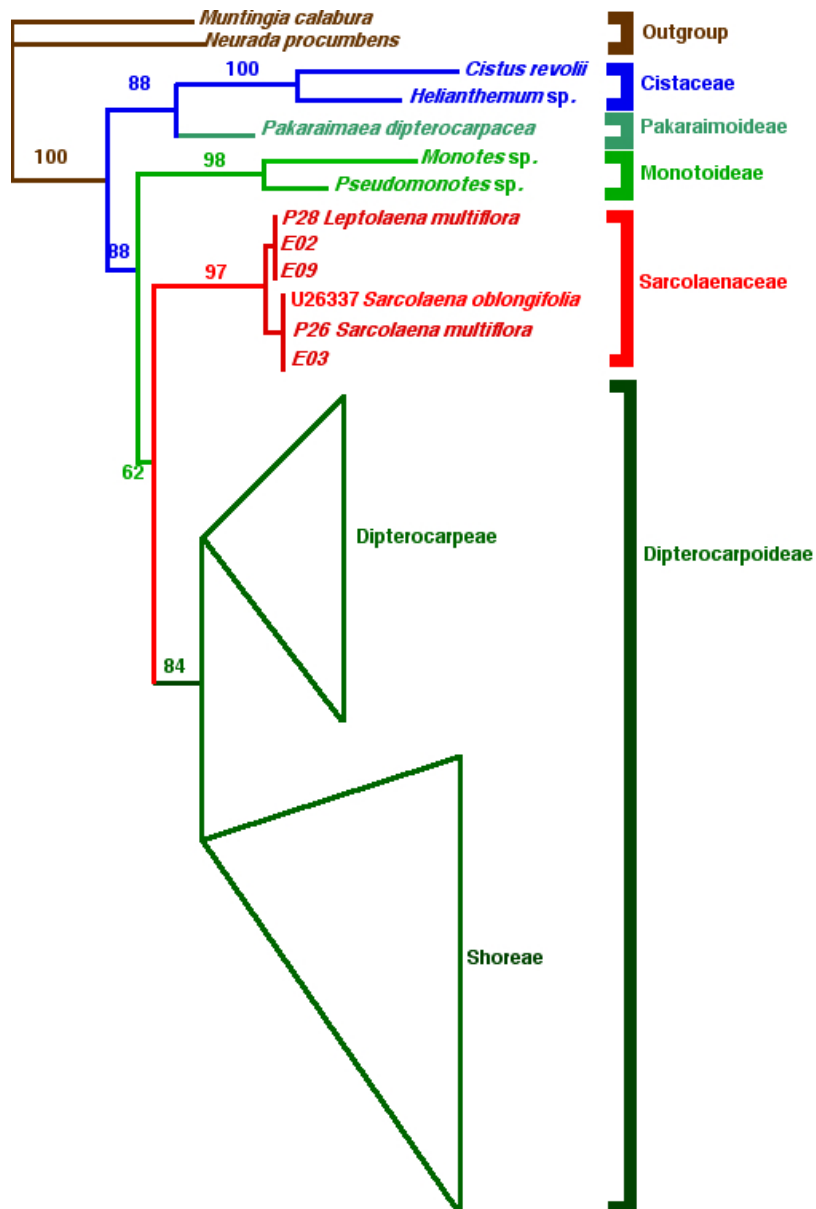 Muntingia calabura
Neurada procumbens
Outgroup
100
Cistus revolii
88
Helianthemum sp.
Cistaceae
Pakaraimaea dipterocarpacea
Pakaraimoideae
100
98
Monotes sp.
Pseudomonotes sp.
Monotoideae
P28 Leptolaena multiflora
88
E02
97
E09
Sarcolaenaceae
U26337 Sarcolaena oblongifolia
P26 Sarcolaena multiflora
E03
62
Dipterocarpeae
Dipterocarpoideae
84
Shoreae